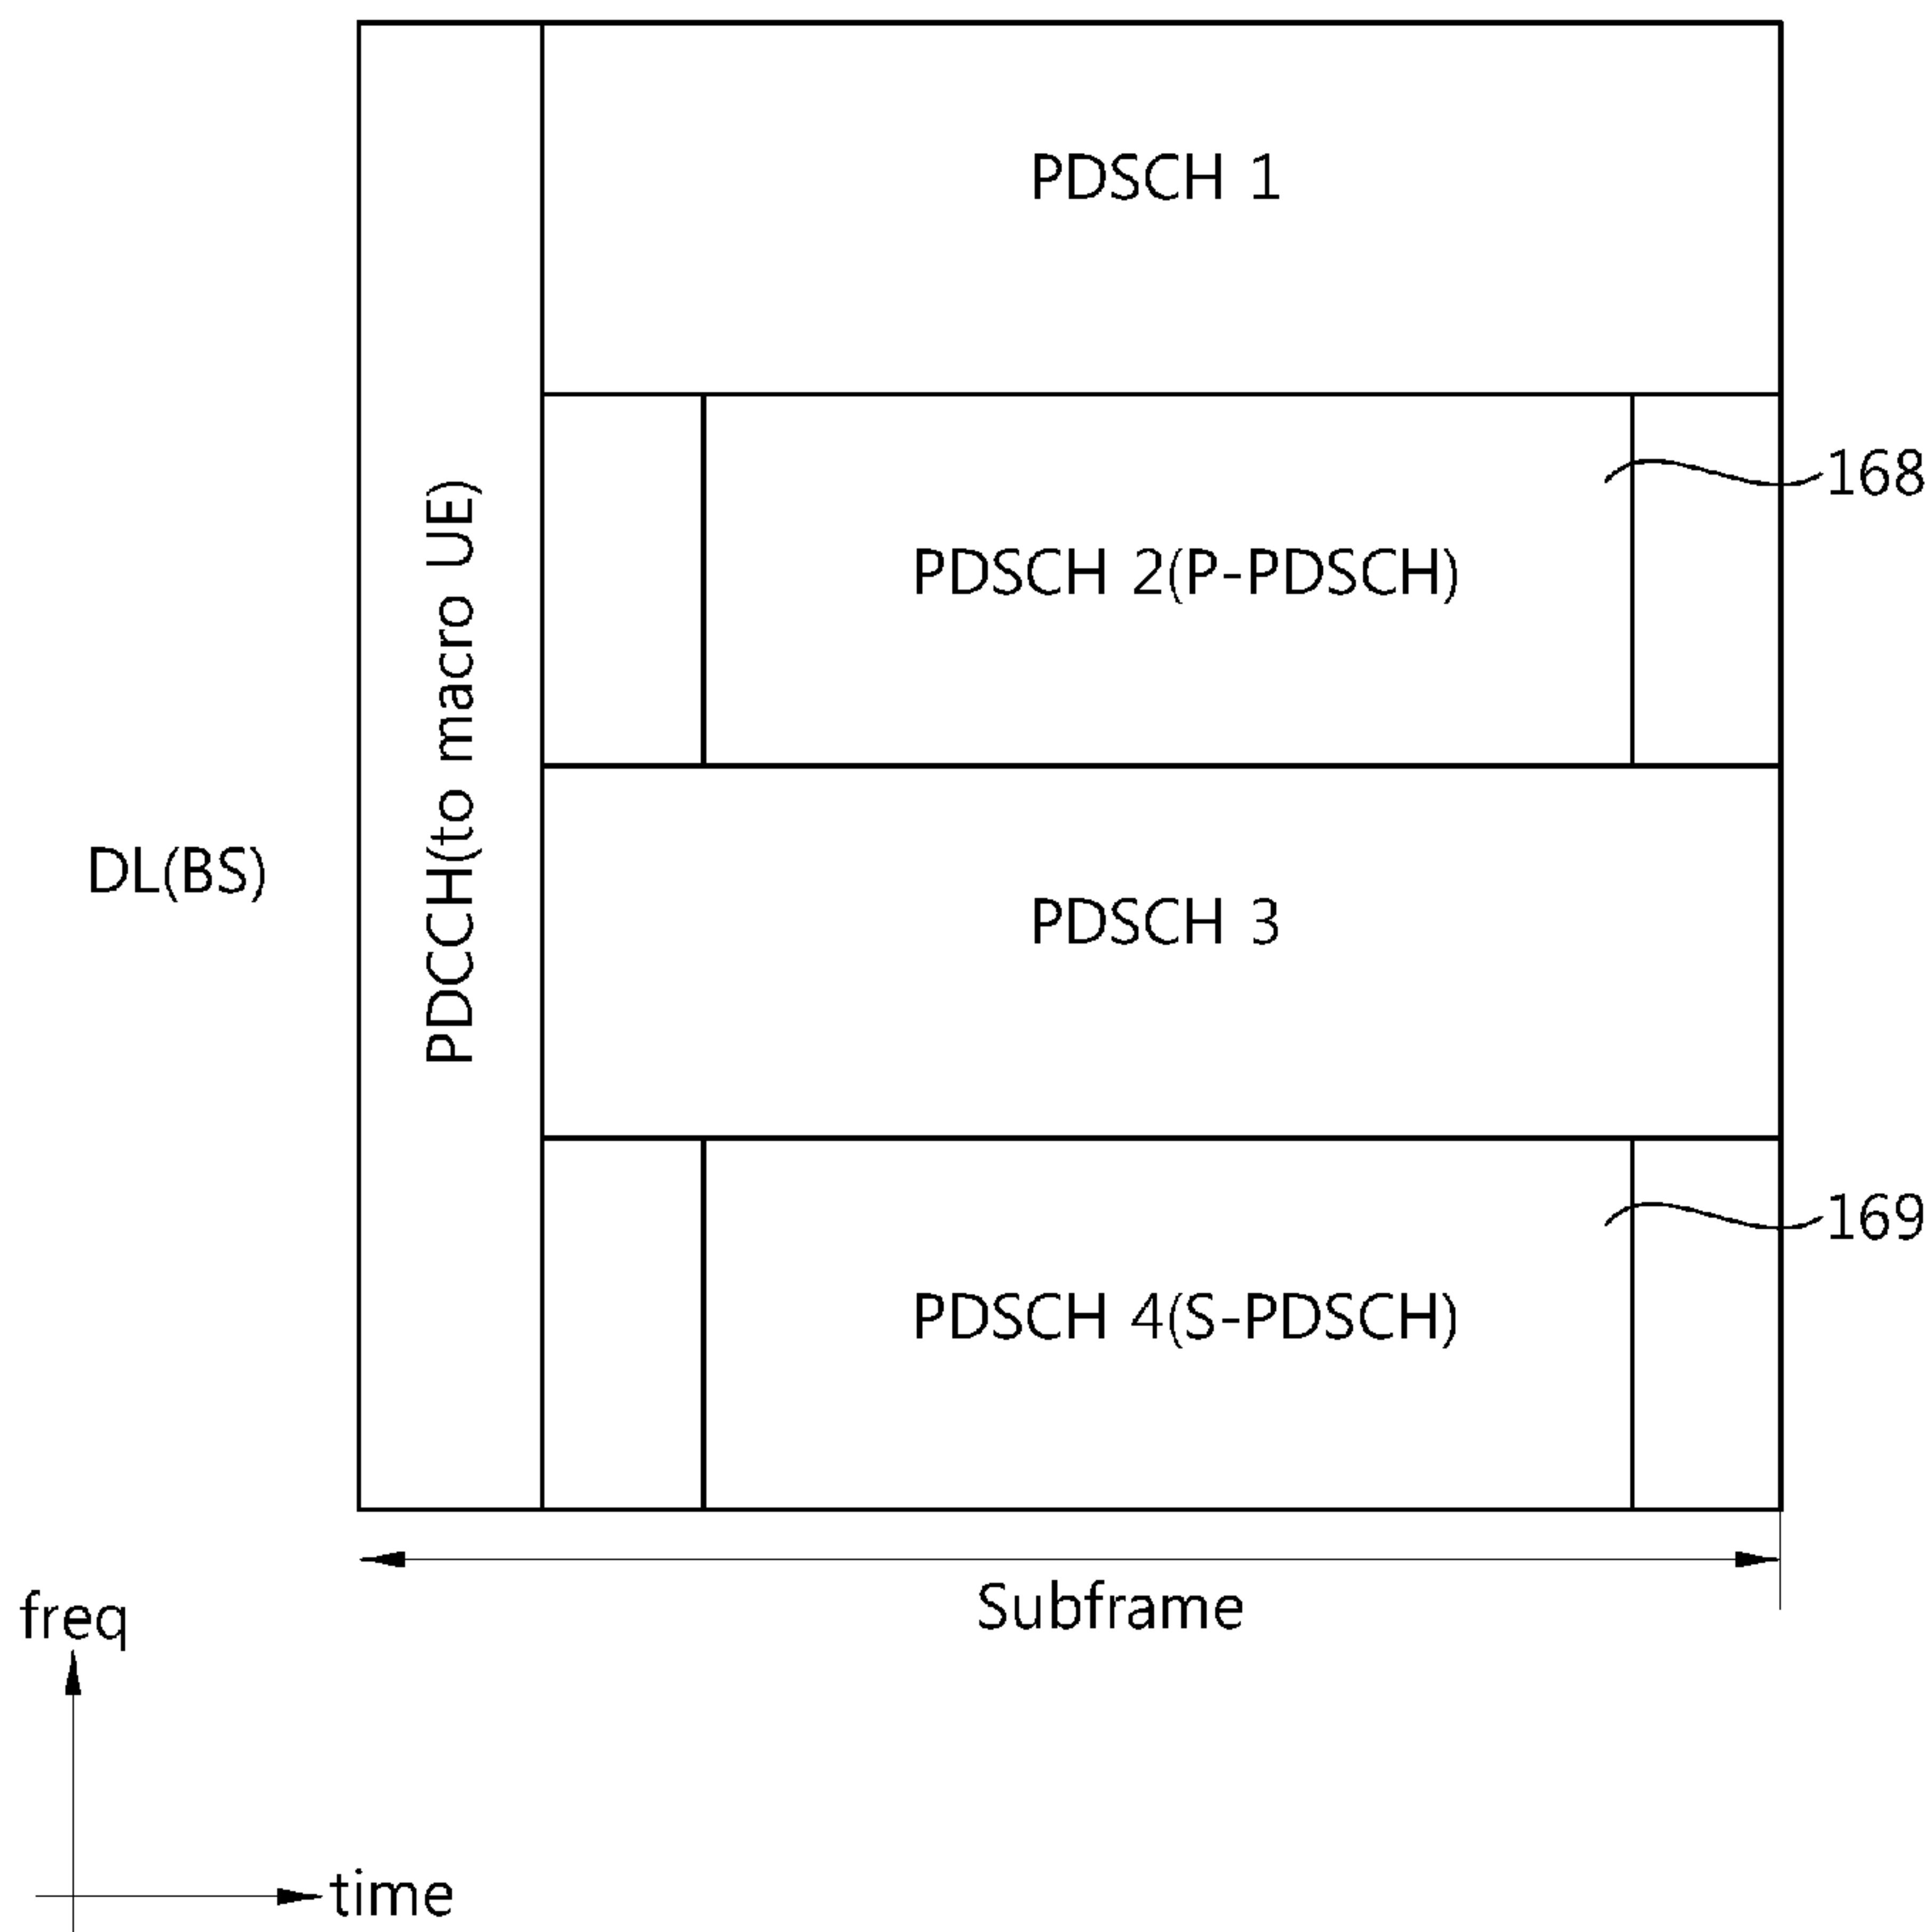 PDSCH 1
168
PDSCH 2(P-PDSCH)
PDCCH(to macro UE)
DL(BS)
PDSCH 3
169
PDSCH 4(S-PDSCH)
Subframe
freq
time